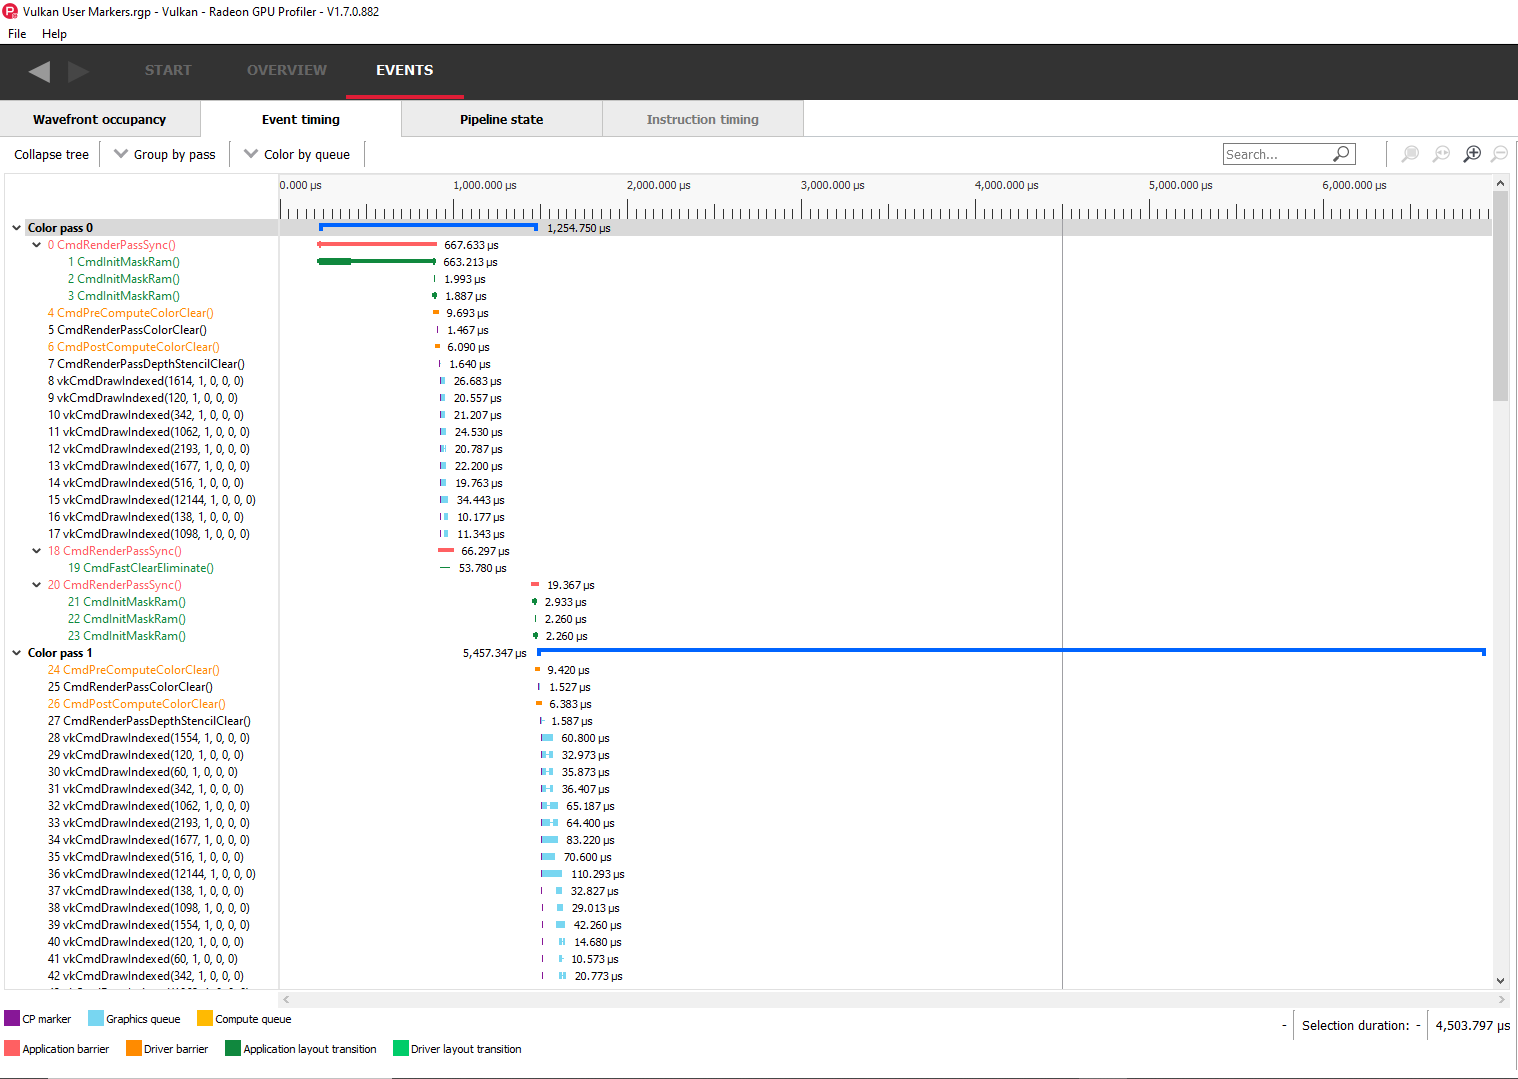 Vulkan User Markers.rgp - Vulkan - Radeon GPU Profiler - V1.7.0.882
File Help
START OVERVIEW EVENTS
Wavefront occupancy Event timing Pipeline state Instruction timing
Collapse tree Group by pass Color by queue Search...
0.000 µs 1,000.000 µs 2,000.000 µs 3,000.000 µs 4,000.000 µs 5,000.000 µs 6,000.000 µs
Color pass 0 1,254.750 µs
0 CmdRenderPassSync() 667.633 µs
1 CmdInitMaskRam() 663.213 µs
2 CmdInitMaskRam() 1.993 µs
3 CmdInitMaskRam() 1.887 µs
4 CmdPreComputeColorClear() 9.693 µs
5 CmdRenderPassColorClear() 1.467 µs
6 CmdPostComputeColorClear() 6.090 µs
7 CmdRenderPassDepthStencilClear() 1.640 µs
8 vkCmdDrawIndexed(1614, 1, 0, 0, 0) 26.683 µs
9 vkCmdDrawIndexed(120, 1, 0, 0, 0) 20.557 µs
10 vkCmdDrawIndexed(342, 1, 0, 0, 0) 21.207 µs
11 vkCmdDrawIndexed(1062, 1, 0, 0, 0) 24.530 µs
12 vkCmdDrawIndexed(2193, 1, 0, 0, 0) 20.787 µs
13 vkCmdDrawIndexed(1677, 1, 0, 0, 0) 22.200 µs
14 vkCmdDrawIndexed(516, 1, 0, 0, 0) 19.763 µs
15 vkCmdDrawIndexed(12144, 1, 0, 0, 0) 34.443 µs
16 vkCmdDrawIndexed(138, 1, 0, 0, 0) 10.177 µs
17 vkCmdDrawIndexed(1098, 1, 0, 0, 0) 11.343 µs
18 CmdRenderPassSync() 66.297 µs
19 CmdFastClearEliminate() 53.780 µs
20 CmdRenderPassSync() 19.367 µs
21 CmdInitMaskRam() 2.933 µs
22 CmdInitMaskRam() 2.260 µs
23 CmdInitMaskRam() 2.260 µs
Color pass 1 5,457.347 µs
24 CmdPreComputeColorClear() 9.420 µs
25 CmdRenderPassColorClear() 1.527 µs
26 CmdPostComputeColorClear() 6.383 µs
27 CmdRenderPassDepthStencilClear() 1.587 µs
28 vkCmdDrawIndexed(1554, 1, 0, 0, 0) 60.800 µs
29 vkCmdDrawIndexed(120, 1, 0, 0, 0) 32.973 µs
30 vkCmdDrawIndexed(60, 1, 0, 0, 0) 35.873 µs
31 vkCmdDrawIndexed(342, 1, 0, 0, 0) 36.407 µs
32 vkCmdDrawIndexed(1062, 1, 0, 0, 0) 65.187 µs
33 vkCmdDrawIndexed(2193, 1, 0, 0, 0) 64.400 µs
34 vkCmdDrawIndexed(1677, 1, 0, 0, 0) 83.220 µs
35 vkCmdDrawIndexed(516, 1, 0, 0, 0) 70.600 µs
36 vkCmdDrawIndexed(12144, 1, 0, 0, 0) 110.293 µs
37 vkCmdDrawIndexed(138, 1, 0, 0, 0) 32.827 µs
38 vkCmdDrawIndexed(1098, 1, 0, 0, 0) 29.013 µs
39 vkCmdDrawIndexed(1554, 1, 0, 0, 0) 42.260 µs
40 vkCmdDrawIndexed(120, 1, 0, 0, 0) 14.680 µs
41 vkCmdDrawIndexed(60, 1, 0, 0, 0) 10.573 µs
42 vkCmdDrawIndexed(342, 1, 0, 0, 0) 20.773 µs
CP marker Graphics queue Compute queue - Selection duration: - 4,503.797 µs
Application barrier Driver barrier Application layout transition Driver layout transition